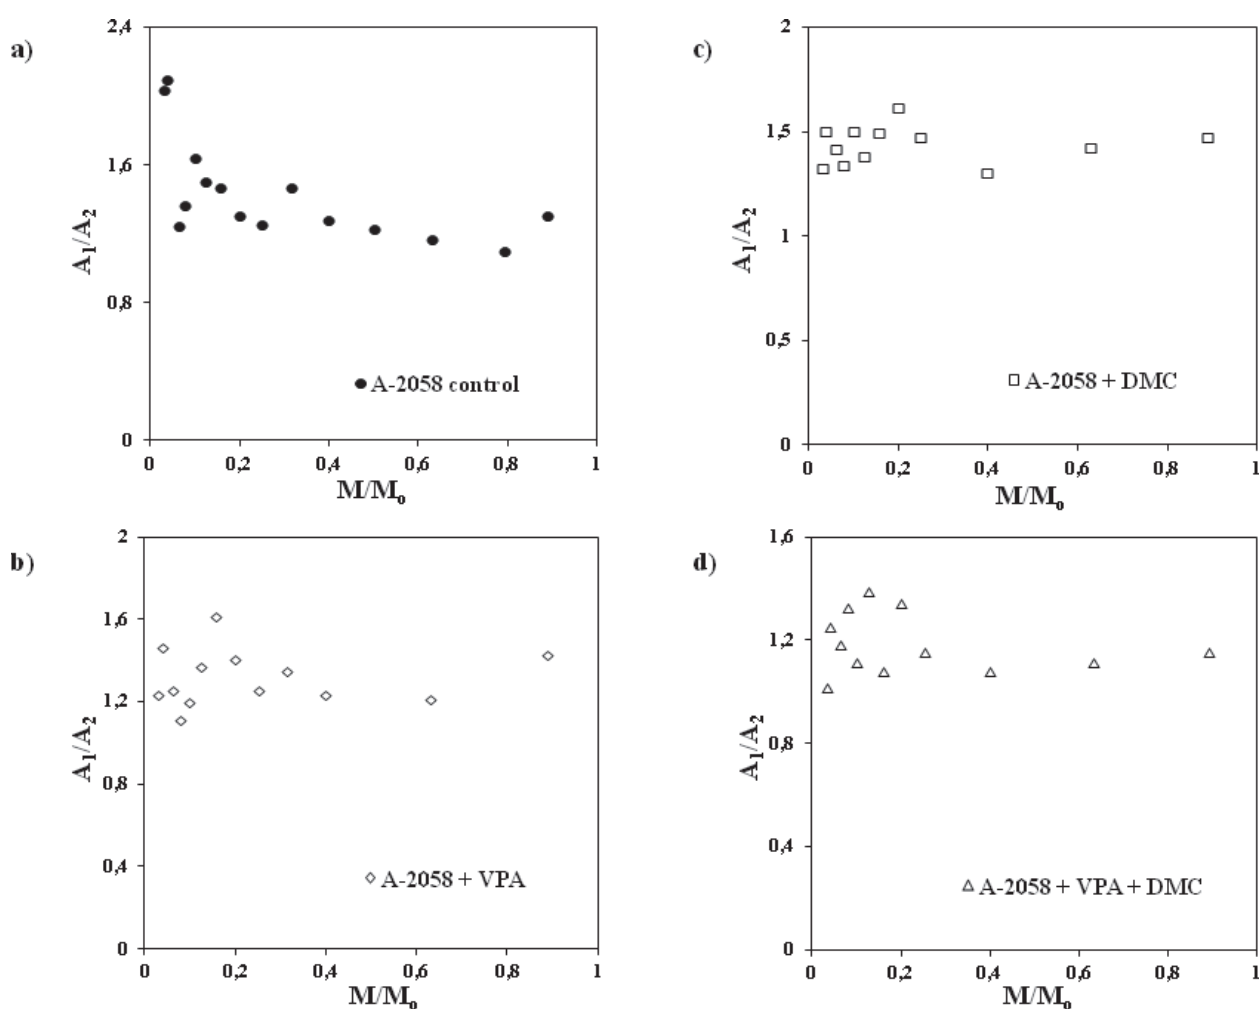 a)
2,4
1,6
0,8
0
A₁/A₂
A-2058 control
0 0,2 0,4 0,6 0,8 1
M/Mₒ
b)
2
1,6
1,2
0,8
0,4
0
A₁/A₂
A-2058 + VPA
0 0,2 0,4 0,6 0,8 1
M/Mₒ
c)
2
1,5
1
0,5
0
A₁/A₂
A-2058 + DMC
0 0,2 0,4 0,6 0,8 1
M/Mₒ
d)
1,6
1,2
0,8
0,4
0
A₁/A₂
A-2058 + VPA + DMC
0 0,2 0,4 0,6 0,8 1
M/Mₒ